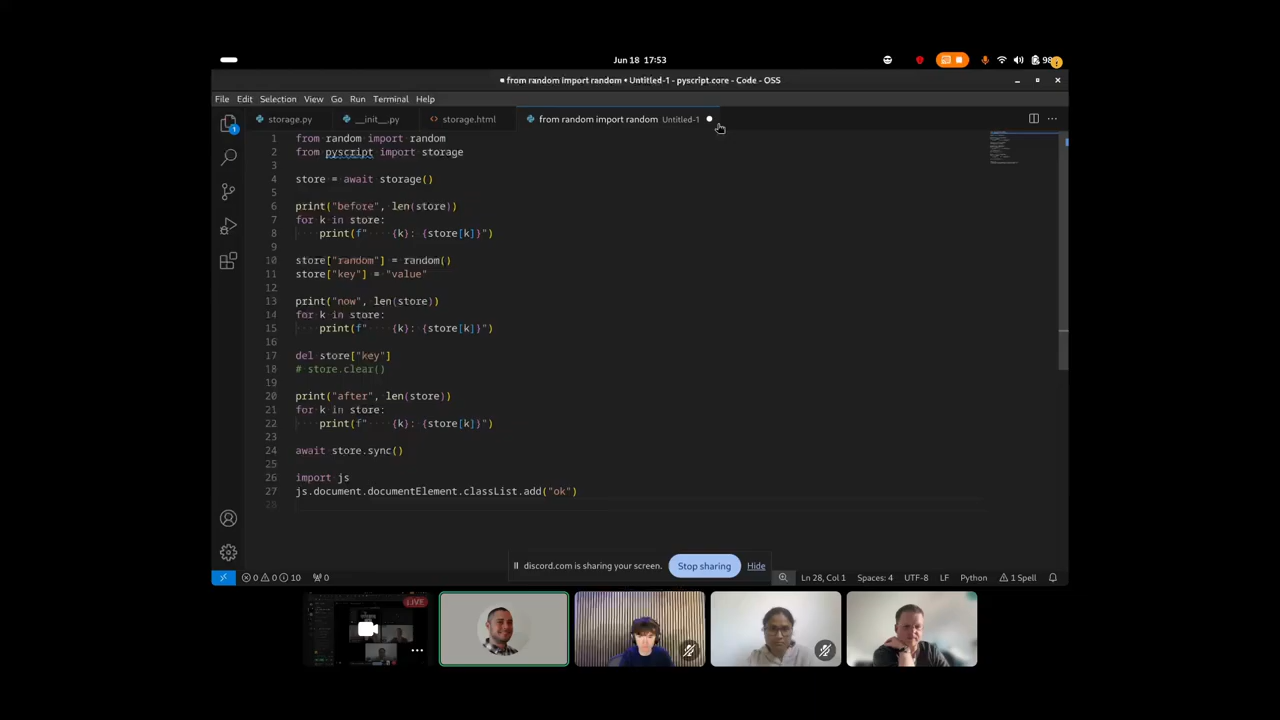 Jun 18 17:53
98
from random import random • Untitled-1 - pyscript.core - Code - OSS
File Edit Selection View Go Run Terminal Help
storage.py __init__.py storage.html from random import random Untitled-1
1 from random import random
2 from pyscript import storage
3
4 store = await storage()
5
6 print("before", len(store))
7 for k in store:
8 print(f"    {k}: {store[k]}")
9
10 store["random"] = random()
11 store["key"] = "value"
12
13 print("now", len(store))
14 for k in store:
15 print(f"    {k}: {store[k]}")
16
17 del store["key"]
18 # store.clear()
19
20 print("after", len(store))
21 for k in store:
22 print(f"    {k}: {store[k]}")
23
24 await store.sync()
25
26 import js
27 js.document.documentElement.classList.add("ok")
28
1
discord.com is sharing your screen. Stop sharing Hide
0 0 10 0 Ln 28, Col 1 Spaces: 4 UTF-8 LF Python 1 Spell
LIVE